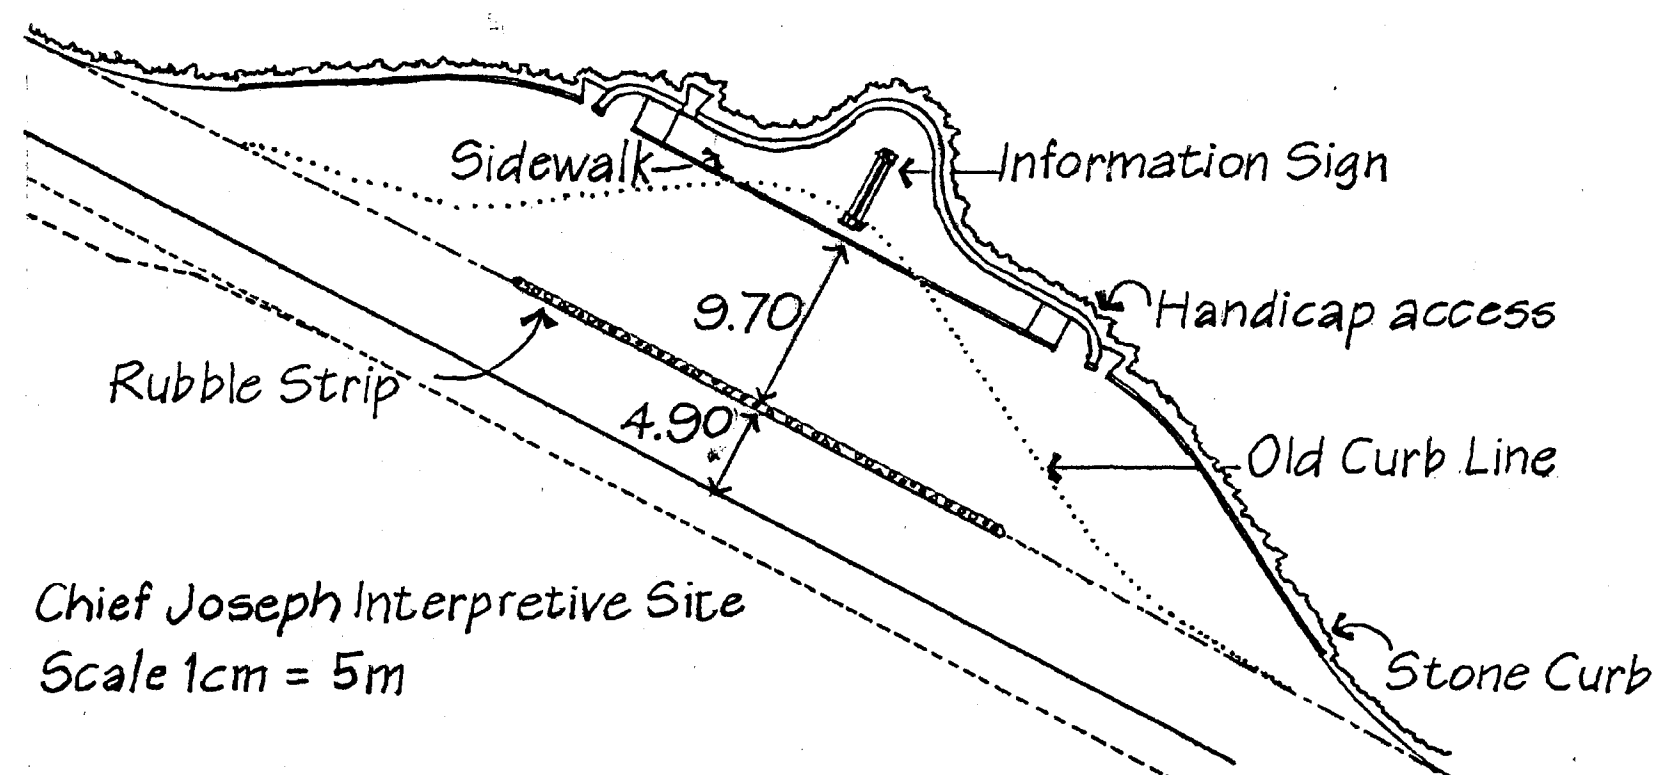 Sidewalk
Information Sign
9.70
Handicap access
Rubble Strip
4.90
Old Curb Line
Chief Joseph Interpretive Site
Scale 1cm = 5m
Stone Curb